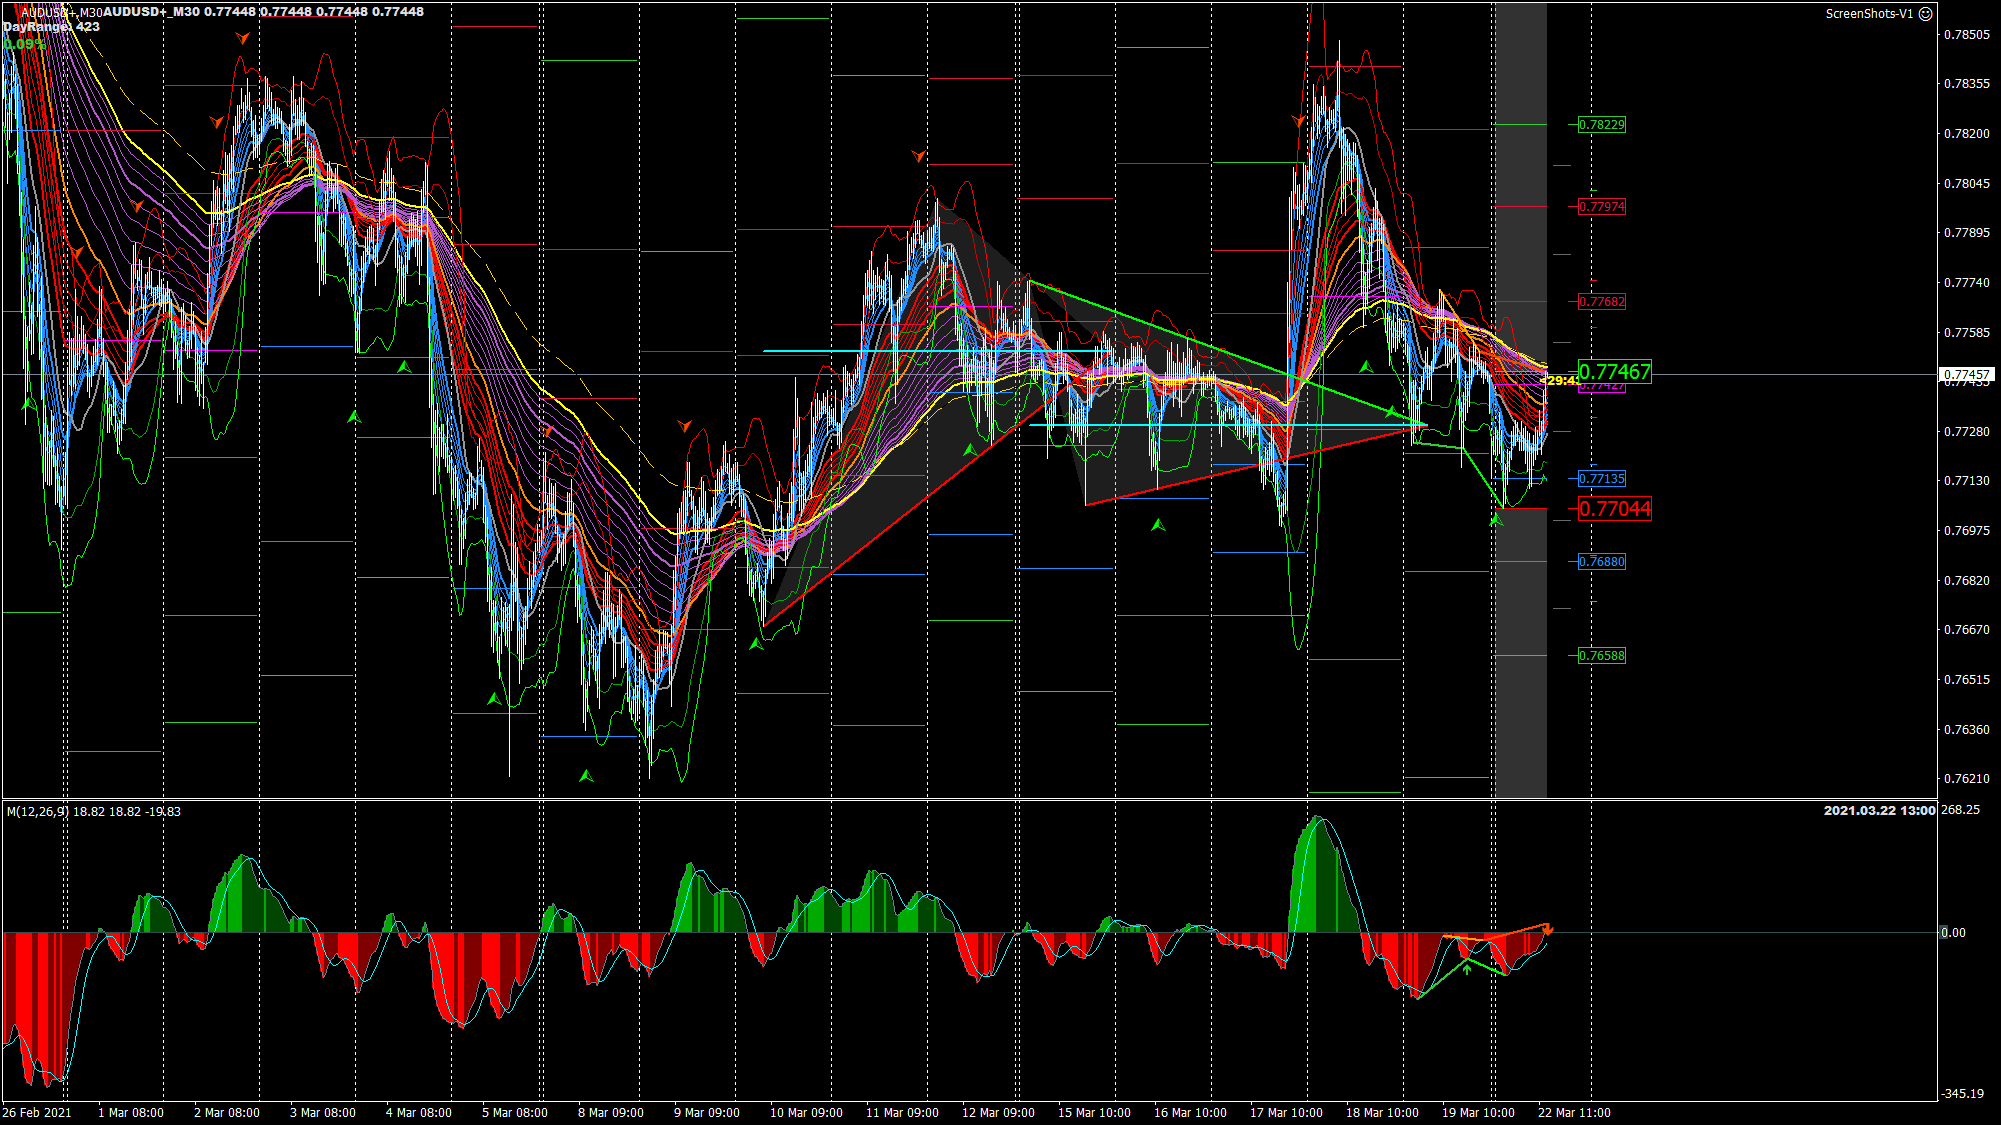 AUDUSD+,M30AUDUSD+_M30 0.77448 0.77448 0.77448 0.77448
DayRange: 423
0.09%
ScreenShots-V1
0.78505
0.78355
0.78200
0.78045
0.77895
0.77740
0.77585
0.77457
0.77280
0.77130
0.76975
0.76820
0.76670
0.76515
0.76360
0.76210
0.78229
0.77974
0.77682
0.77467
0.77427
0.77135
0.77044
0.76880
0.76588
M(12,26,9) 18.82 18.82 -19.83
2021.03.22 13:00
268.25
0.00
-345.19
26 Feb 2021
1 Mar 08:00
2 Mar 08:00
3 Mar 08:00
4 Mar 08:00
5 Mar 08:00
8 Mar 09:00
9 Mar 09:00
10 Mar 09:00
11 Mar 09:00
12 Mar 09:00
15 Mar 10:00
16 Mar 10:00
17 Mar 10:00
18 Mar 10:00
19 Mar 10:00
22 Mar 11:00